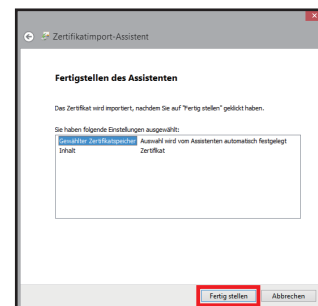 Zertifikatimport-Assistent
Fertigstellen des Assistenten
Das Zertifikat wird importiert, nachdem Sie auf "Fertig stellen" geklickt haben.
Sie haben folgende Einstellungen ausgewählt:
Gewählter Zertifikatspeicher Auswahl wird vom Assistenten automatisch festgelegt
Inhalt Zertifikat
Fertig stellen Abbrechen